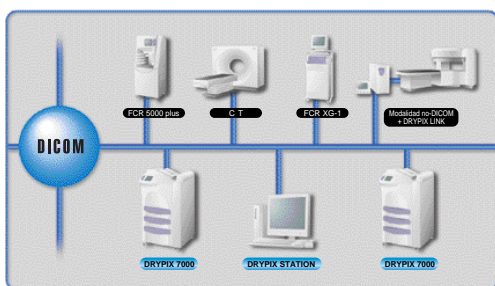 FCR 5000 plus
C T
FCR XG-1
Modalidad no-DICOM
+ DRYPIX LINK
DICOM
DRYPIX 7000
DRYPIX STATION
DRYPIX 7000